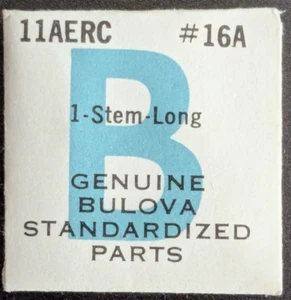 11AERC #16A
B
1-Stem-Long
GENUINE
BULOVA
STANDARDIZED
PARTS